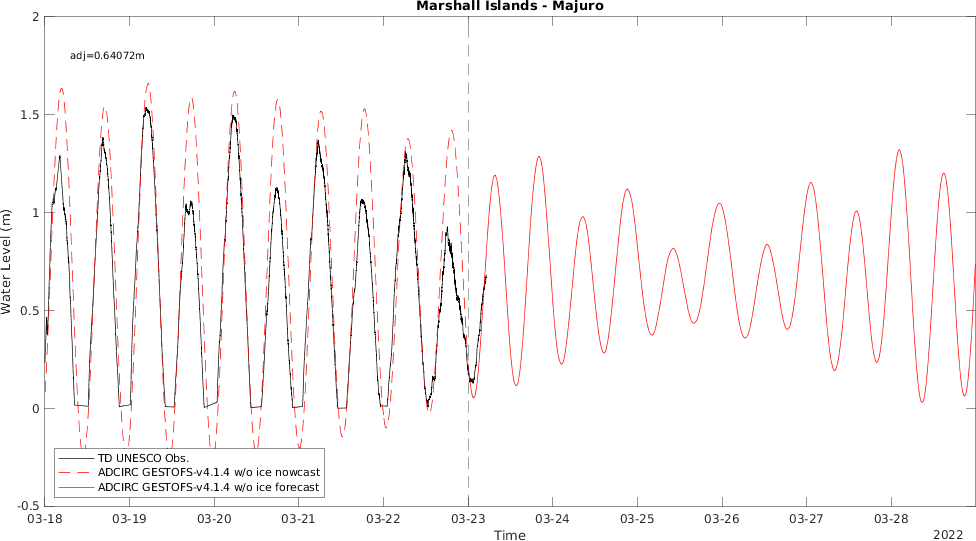 Marshall Islands - Majuro
adj=0.64072m
2
1.5
1
0.5
0
-0.5
Water Level (m)
TD UNESCO Obs.
ADCIRC GESTOFS-v4.1.4 w/o ice nowcast
ADCIRC GESTOFS-v4.1.4 w/o ice forecast
03-18 03-19 03-20 03-21 03-22 03-23 03-24 03-25 03-26 03-27 03-28
Time
2022